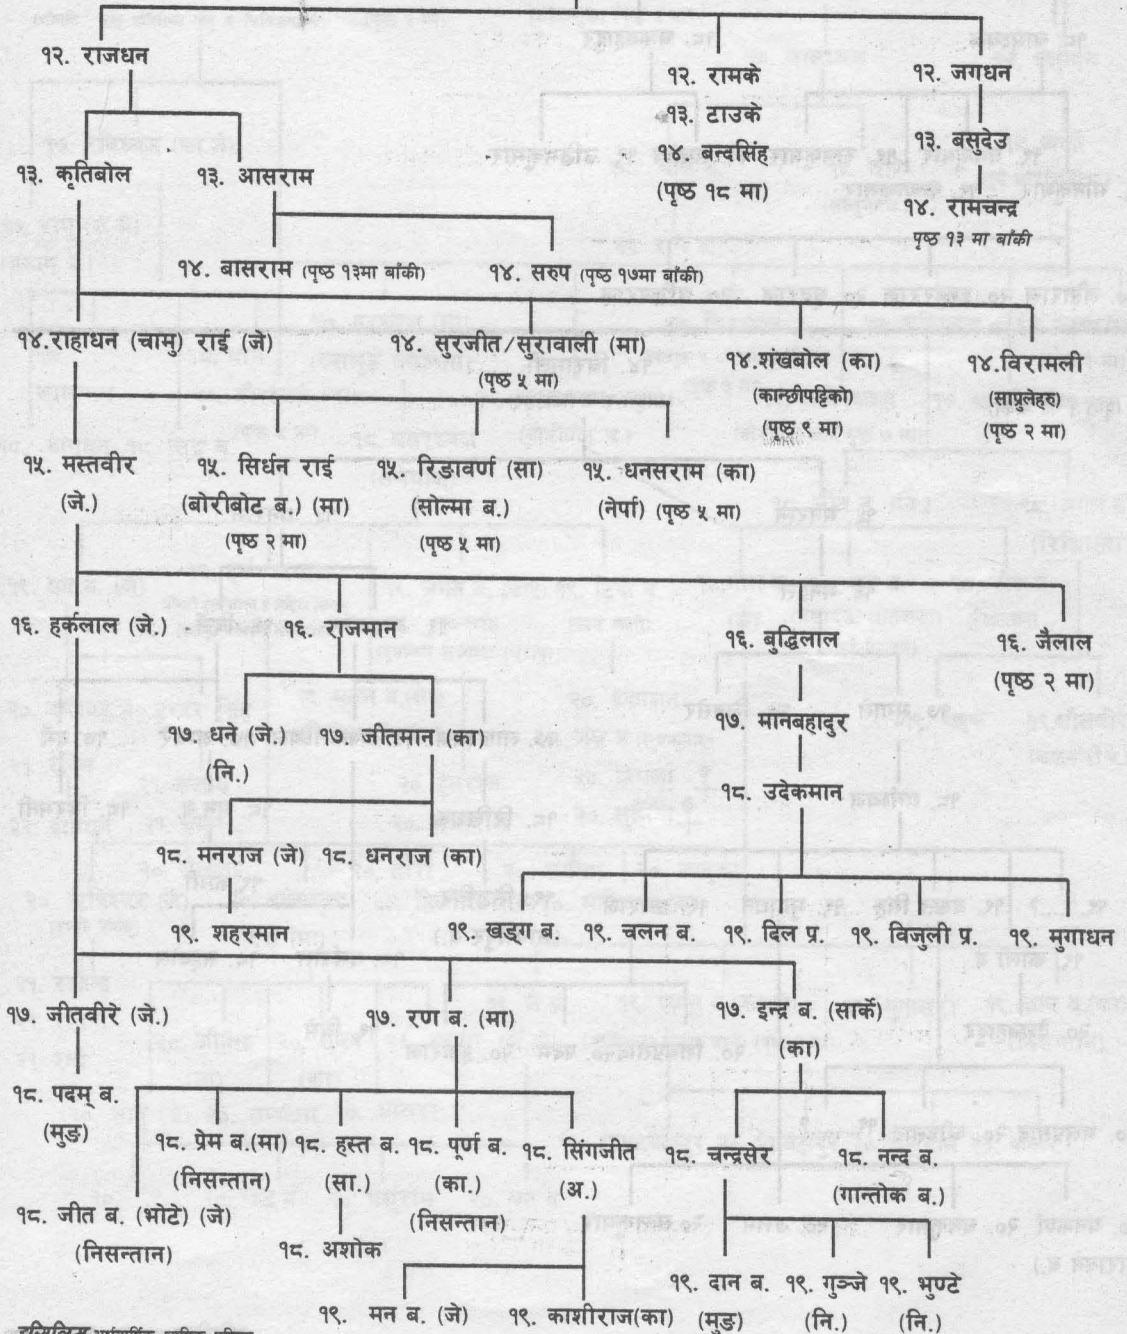 १२. राजधन
१२. रामके
१२. जगधन
१३. टाउके
१३. बसुदेउ
१४. बन्दसिंह
(पृष्ठ १८ मा)
१३. कृतिबोल
१३. आसराम
१४. रामचन्द्र
पृष्ठ १३ मा बाँकी
१४. बासराम (पृष्ठ १३मा बाँकी)
१४. सरुप (पृष्ठ १७मा बाँकी)
१४.राहाधन (चामु) राई (जे)
१४. सुरजीत/सुरावाली (मा)
(पृष्ठ ५ मा)
१४.शंखबोल (का)
(कान्छीपट्टिको)
(पृष्ठ ९ मा)
१४.विरामली
(साप्रुलेहरु)
(पृष्ठ २ मा)
१५. मस्तवीर
(जे.)
१५. सिर्धन राई
(बोरीबोट ब.) (मा)
(पृष्ठ २ मा)
१५. रिङावर्ण (सा)
(सोल्मा ब.)
(पृष्ठ ५ मा)
१५. धनसराम (का)
(नेर्पा) (पृष्ठ ५ मा)
१६. हर्कलाल (जे.)
१६. राजमान
१६. बुद्धिलाल
१६. जैलाल
(पृष्ठ २ मा)
१७. धने (जे.)
(नि.)
१७. जीतमान (का)
१७. मानबहादुर
१८. उदेकमान
१८. मनराज (जे)
१८. धनराज (का)
१९. शहरमान
१९. खड्ग ब.
१९. चलन ब.
१९. दिल प्र.
१९. विजुली प्र.
१९. मुगाधन
१७. जीतवीरे (जे.)
१७. रण ब. (मा)
१७. इन्द्र ब. (सार्के)
(का)
१८. पदम् ब.
(मुङ)
१८. प्रेम ब.(मा)
(निसन्तान)
१८. हस्त ब.
(सा.)
१८. पूर्ण ब.
(का.)
(निसन्तान)
१८. सिंगजीत
(अ.)
१८. चन्द्रसेर
१८. नन्द ब.
(गान्तोक ब.)
१८. जीत ब. (भोटे) (जे)
(निसन्तान)
१८. अशोक
१९. मन ब. (जे)
१९. काशीराज(का)
१९. दान ब.
(मुङ)
१९. गुञ्जे
(नि.)
१९. भुण्टे
(नि.)